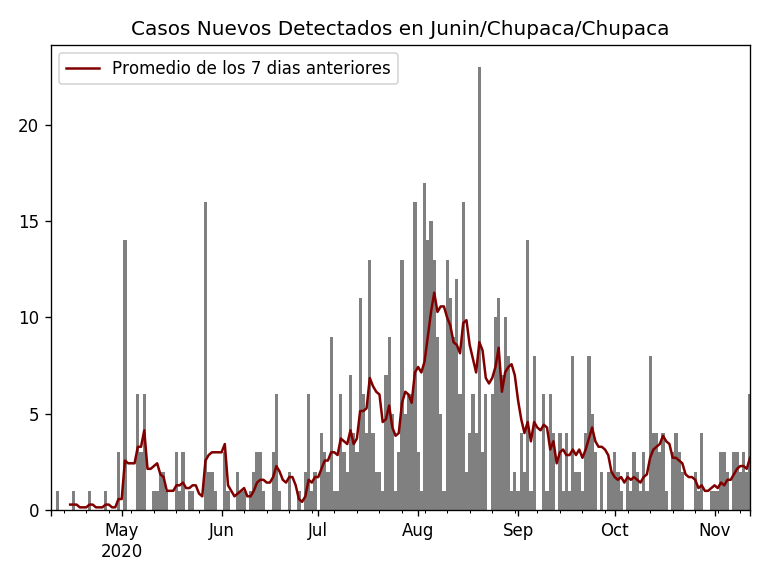 Casos Nuevos Detectados en Junin/Chupaca/Chupaca
Promedio de los 7 dias anteriores
20
15
10
5
0
May Jun Jul Aug Sep Oct Nov
2020